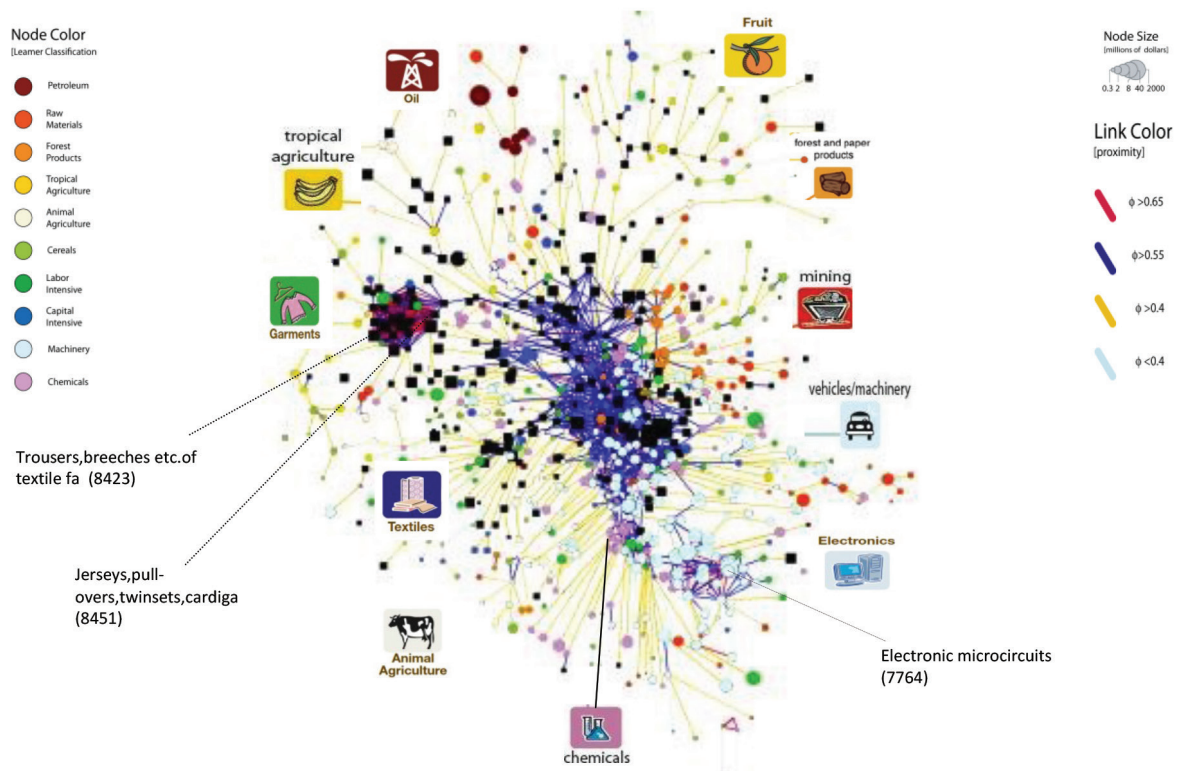 Node Color
[Leamer Classification
Petroleum
Raw
Materials
Forest
Products
Tropical
Agriculture
Animal
Agriculture
Cereals
Labor
Intensive
Capital
Intensive
Machinery
Chemicals
Oil
tropical
agriculture
Garments
Fruit
forest and paper
products
mining
vehicles/machinery
Textiles
Electronics
Animal
Agriculture
chemicals
Trousers,breeches etc.of
textile fa (8423)
Jerseys,pull-
overs,twinsets,cardiga
(8451)
Electronic microcircuits
(7764)
Node Size
[millions of dollars]
0.3 2 8 40 2000
Link Color
[proximity]
ϕ >0.65
ϕ>0.55
ϕ >0.4
ϕ <0.4